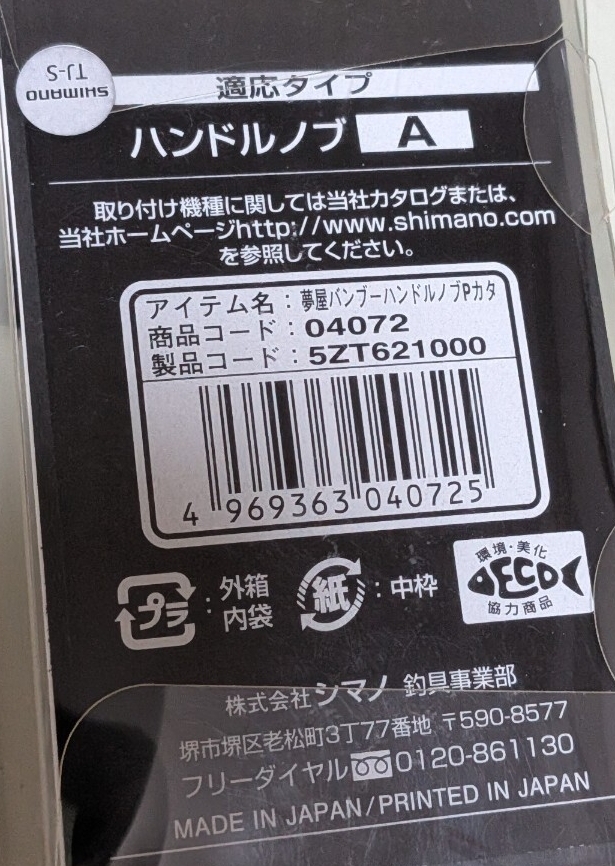 SHIMANO
TJ-S
適応タイプ
ハンドルノブ A
取り付け機種に関しては当社カタログまたは、
当社ホームページhttp://www.shimano.com
を参照してください。
アイテム名：夢屋バンブーハンドルノブPカタ
商品コード：04072
製品コード：5ZT621000
4 969363 040725
プラ ： 外箱
内袋
紙 ： 中枠
環境・美化
ECO
協力商品
株式会社シマノ 釣具事業部
堺市堺区老松町3丁77番地 〒590-8577
フリーダイヤル 0120-861130
MADE IN JAPAN/PRINTED IN JAPAN